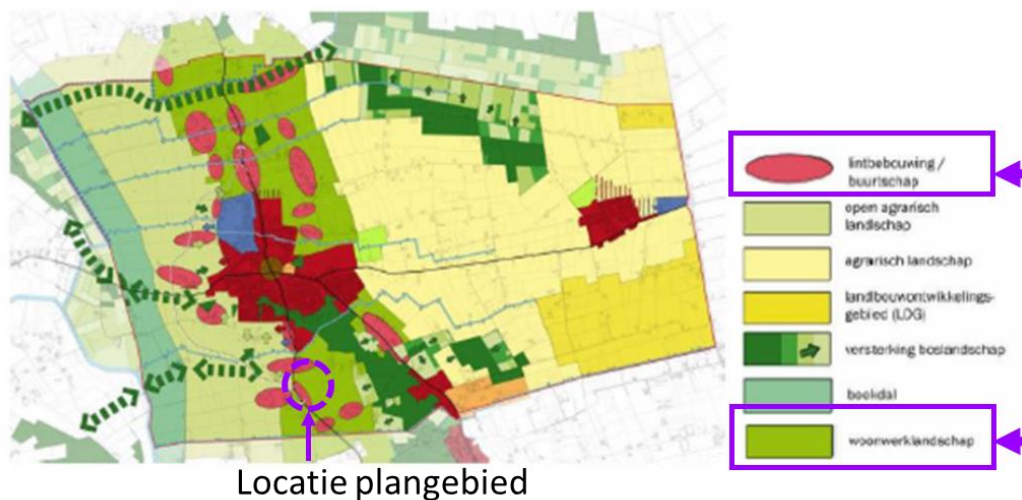 lintbebouwing /
buurtschap
open agrarisch
landschap
agrarisch landschap
landbouwontwikkelings-
gebied (LOG)
versterking boslandschap
beekdal
woonwerklandschap
Locatie plangebied